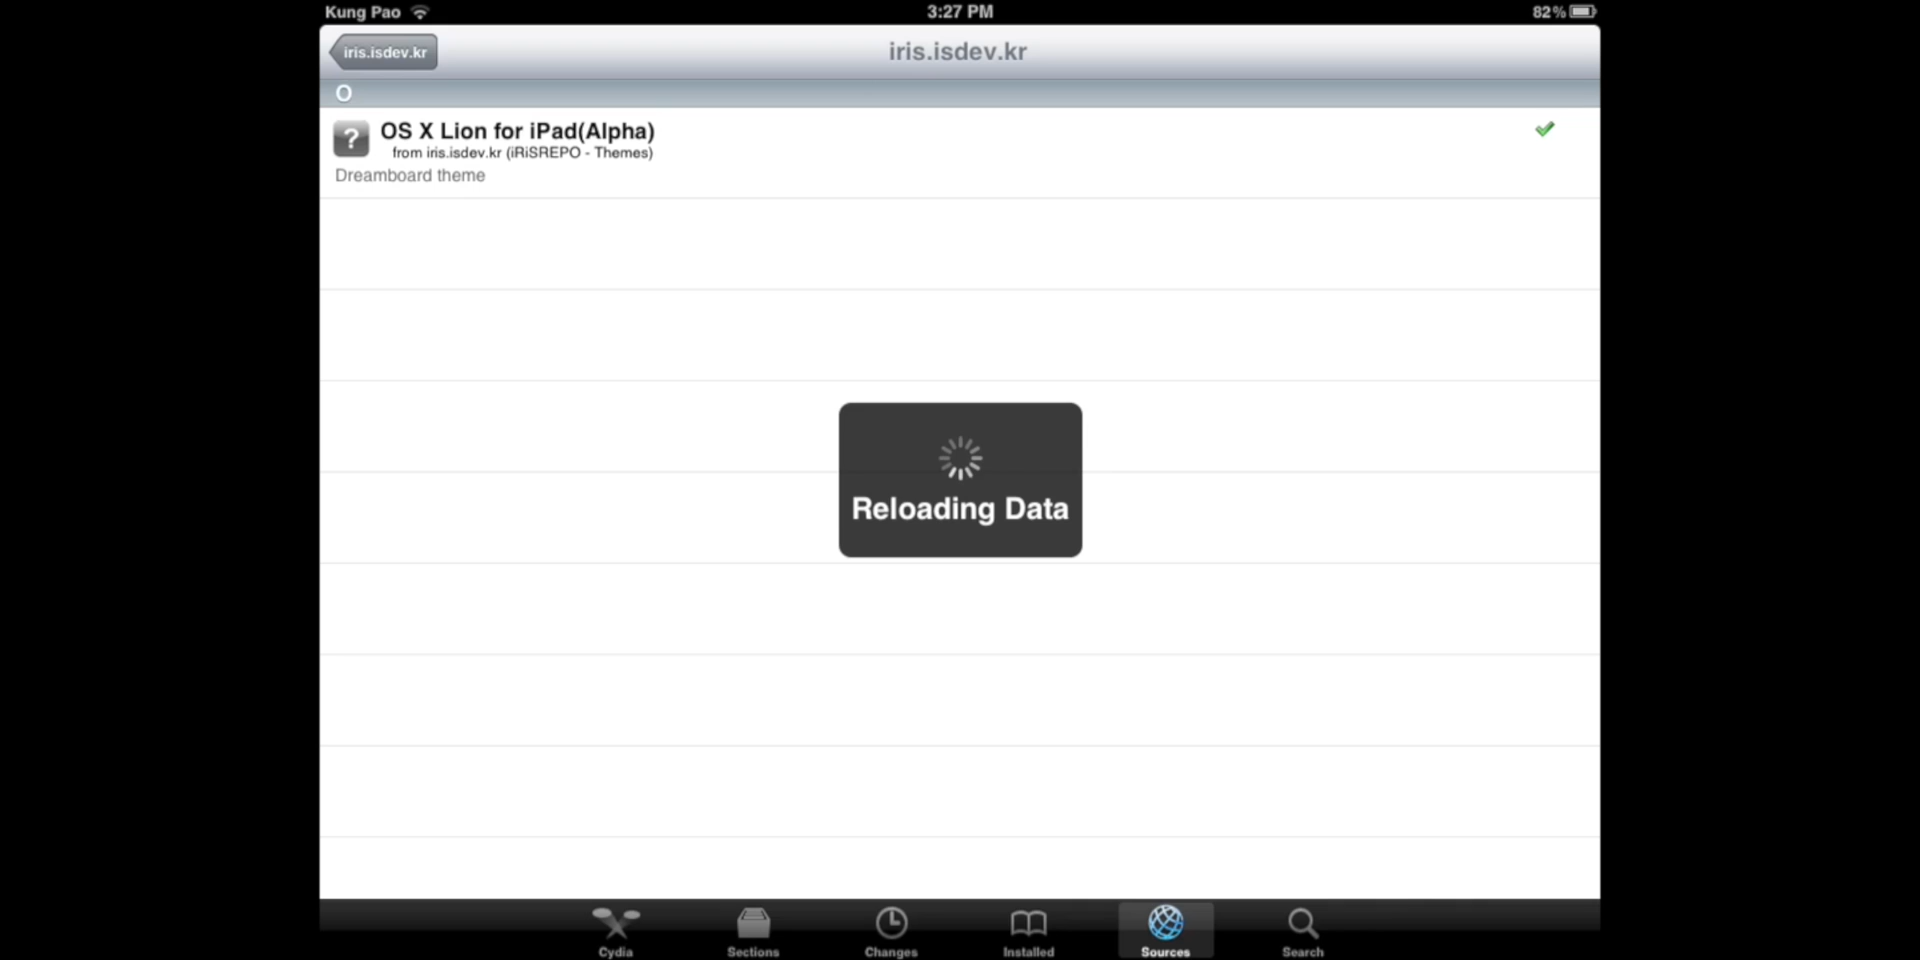 Kung Pao
3:27 PM
82%
iris.isdev.kr
iris.isdev.kr
O
?
OS X Lion for iPad(Alpha)
from iris.isdev.kr (iRiSREPO - Themes)
Dreamboard theme
Reloading Data
Cydia
Sections
Changes
Installed
Sources
Search